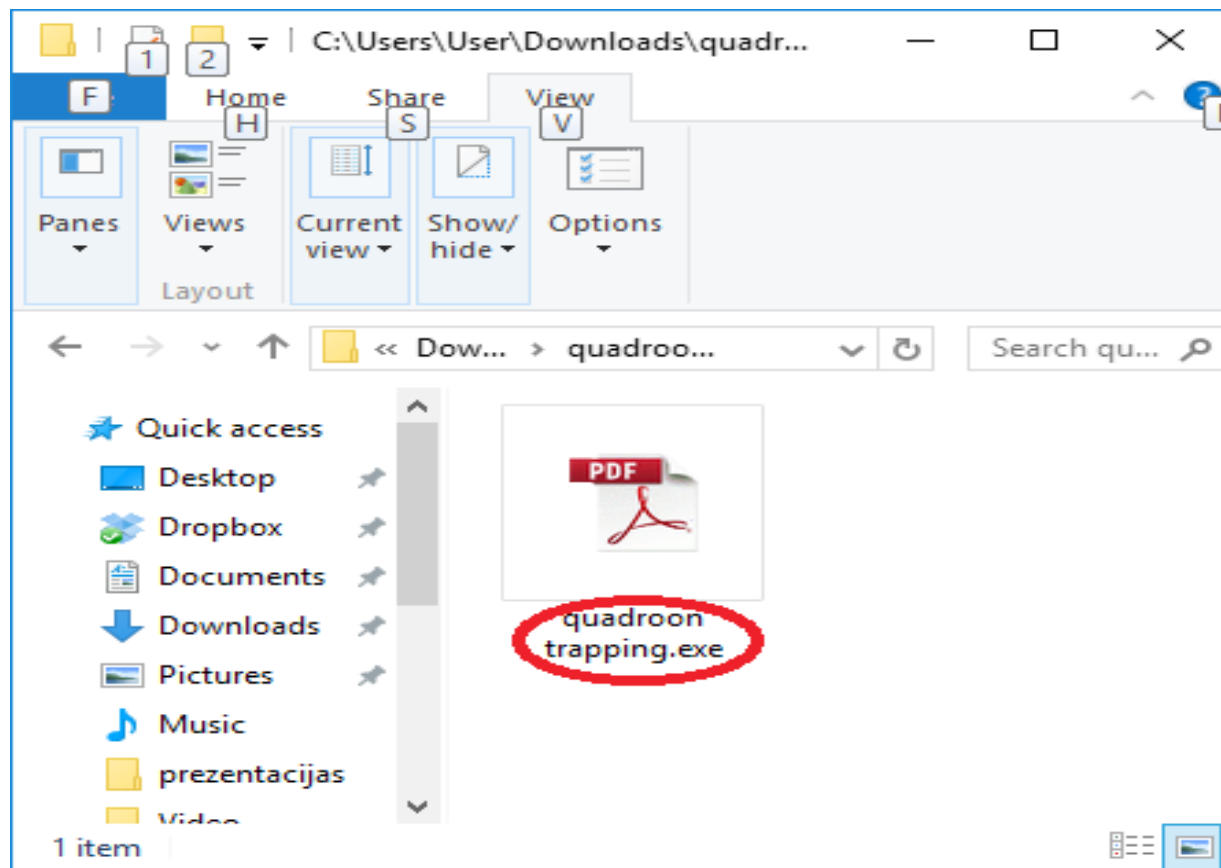 C:\Users\User\Downloads\quadr...
1 2
F Home Share View
H S V
Panes Views Current view Show/ hide Options
Layout
<< Dow... > quadroo... Search qu...
Quick access
Desktop
Dropbox
Documents
Downloads
Pictures
Music
prezentacijas
Video
PDF
quadroon
trapping.exe
1 item